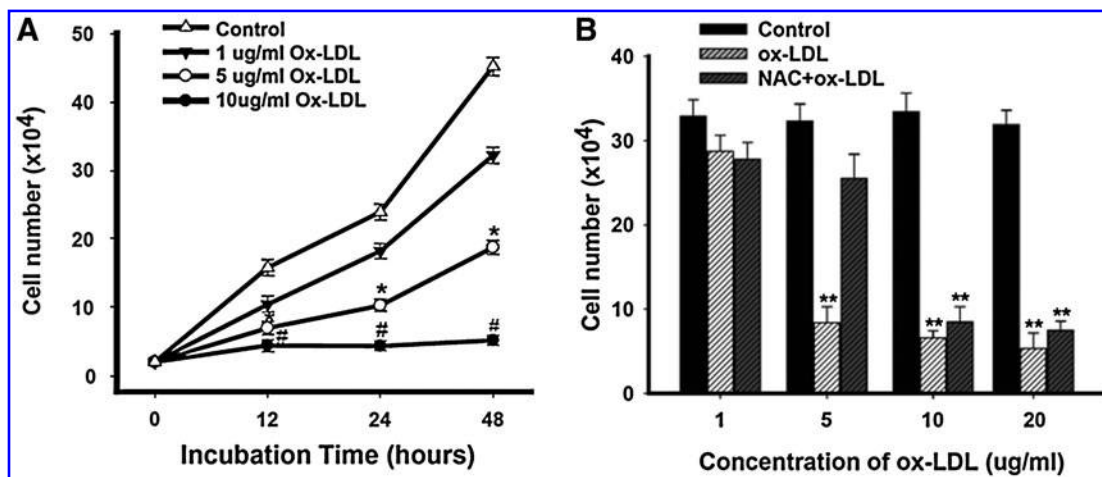 A
Control
1 ug/ml Ox-LDL
5 ug/ml Ox-LDL
10ug/ml Ox-LDL
Cell number (x10⁴)
50
40
30
20
10
0
*
*
*
#
#
#
0 12 24 48
Incubation Time (hours)
B
Control
ox-LDL
NAC+ox-LDL
Cell number (x10⁴)
40
30
20
10
0
**
** **
** **
1 5 10 20
Concentration of ox-LDL (ug/ml)